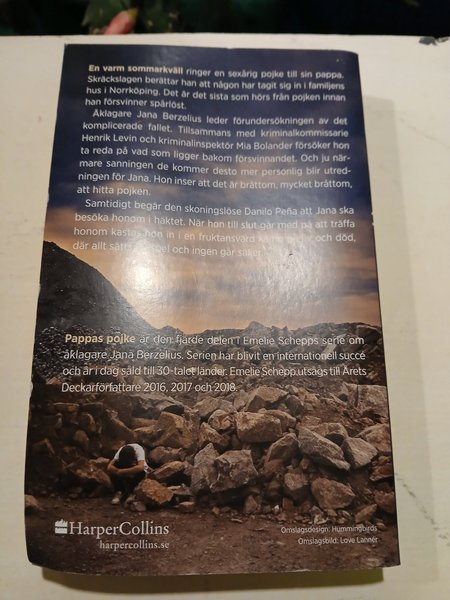 En varm sommarkväll ringer en sexårig pojke till sin pappa.
Skräckslagen berättar han att någon har tagit sig in i familjens
hus i Norrköping. Det är det sista som hörs från pojken innan
han försvinner spårlöst.
Åklagare Jana Berzelius leder förundersökningen av det
komplicerade fallet. Tillsammans med kriminalkommissarie
Henrik Levin och kriminalinspektör Mia Bolander försöker hon
ta reda på vad som ligger bakom försvinnandet. Och ju när-
mare sanningen de kommer desto mer personlig blir utred-
ningen för Jana. Hon inser att det är bråttom, mycket bråttom,
att hitta pojken.
Samtidigt begär den skoningslöse Danilo Peña att Jana ska
besöka honom i häktet. När hon till slut går med på att träffa
honom kastas hon in i en fruktansvärd kamp liv och död,
där allt sätts spel och ingen går säker
Pappas pojke är den fjärde delen i Emelie Schepps serie om
åklagare Jana Berzelius. Serien har blivit en internationell succé
och är i dag såld till 30-talet länder. Emelie Schepp utsågs till Årets
Deckarförfattare 2016, 2017 och 2018.
HarperCollins
harpercollins.se
Omslagsdesign: Hummingbirds
Omslagsbild: Love Lannér